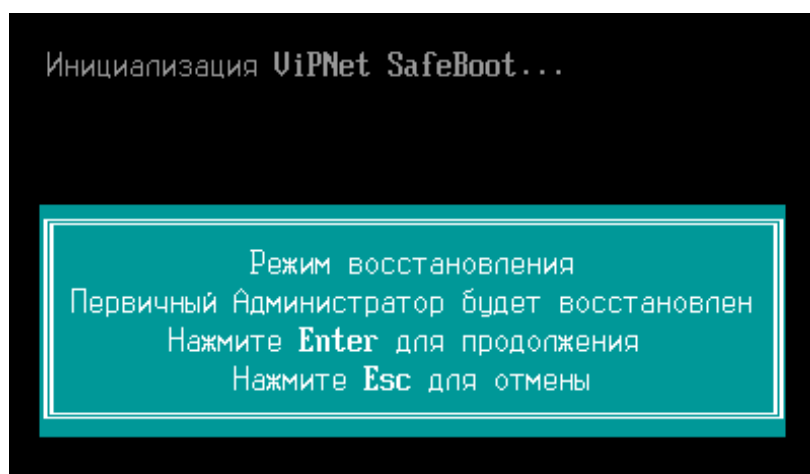 Инициализация ViPNet SafeBoot...
Режим восстановления
Первичный Администратор будет восстановлен
Нажмите Enter для продолжения
Нажмите Esc для отмены